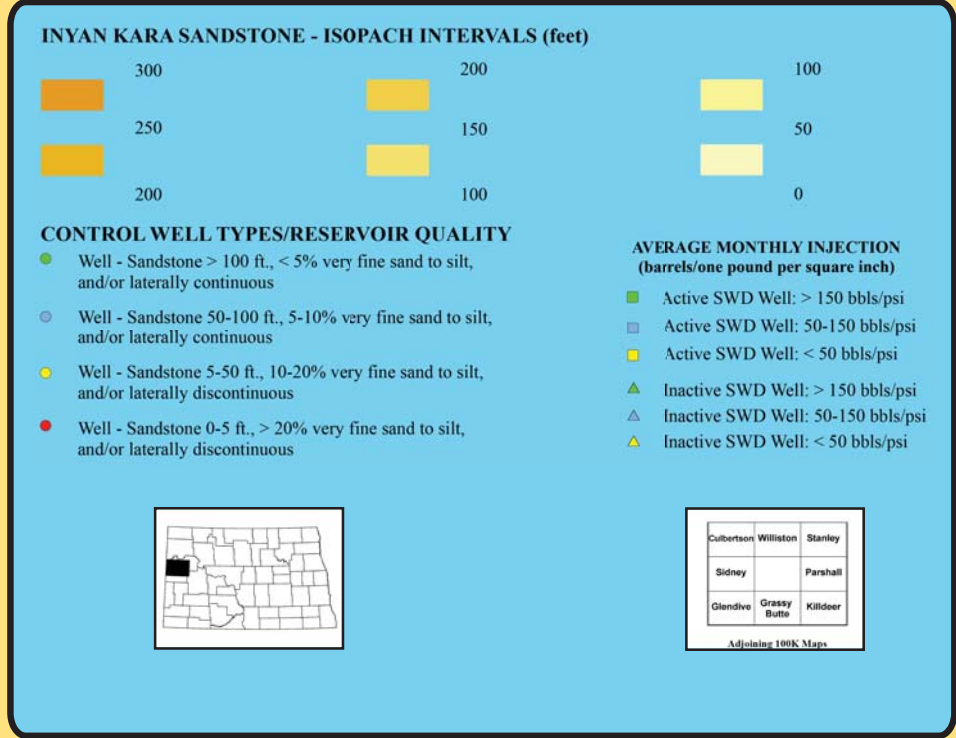 INYAN KARA SANDSTONE - ISOPACH INTERVALS (feet)
300
250
200
200
150
100
100
50
0
CONTROL WELL TYPES/RESERVOIR QUALITY
Well - Sandstone > 100 ft., < 5% very fine sand to silt,
and/or laterally continuous
Well - Sandstone 50-100 ft., 5-10% very fine sand to silt,
and/or laterally continuous
Well - Sandstone 5-50 ft., 10-20% very fine sand to silt,
and/or laterally discontinuous
Well - Sandstone 0-5 ft., > 20% very fine sand to silt,
and/or laterally discontinuous
AVERAGE MONTHLY INJECTION
(barrels/one pound per square inch)
Active SWD Well: > 150 bbls/psi
Active SWD Well: 50-150 bbls/psi
Active SWD Well: < 50 bbls/psi
Inactive SWD Well: > 150 bbls/psi
Inactive SWD Well: 50-150 bbls/psi
Inactive SWD Well: < 50 bbls/psi
Culbertson Williston Stanley
Sidney Parshall
Glendive Grassy Butte Killdeer
Adjoining 100K Maps